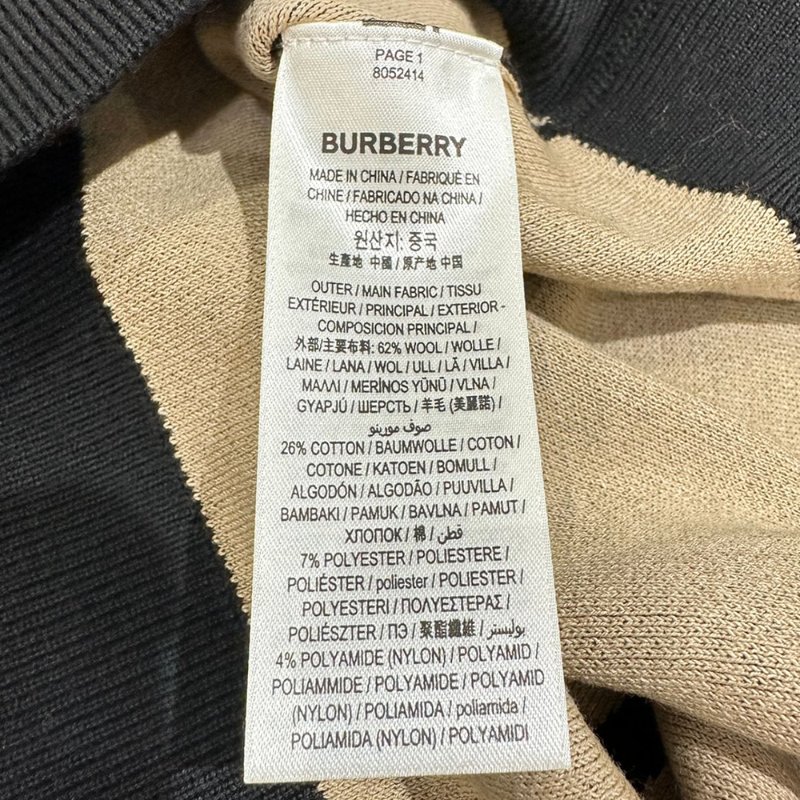 PAGE 1
8052414
BURBERRY
MADE IN CHINA / FABRIQUÉ EN
CHINE / FABRICADO NA CHINA /
HECHO EN CHINA
원산지: 중국
生產地 中國 / 原产地 中国
OUTER / MAIN FABRIC / TISSU
EXTÉRIEUR / PRINCIPAL / EXTERIOR -
COMPOSICION PRINCIPAL /
外部/主要布料: 62% WOOL / WOLLE /
LAINE / LANA / WOL / ULL / LÃ / VILLA /
ΜΑΛΛΙ / MERİNOS YÜNÜ / VLNA /
GYAPJÚ / ШЕРСТЬ / 羊毛 (美麗諾) /
صوف مورينو
26% COTTON / BAUMWOLLE / COTON /
COTONE / KATOEN / BOMULL /
ALGODÓN / ALGODÃO / PUUVILLA /
BAMBAKI / PAMUK / BAVLNA / PAMUT /
ХЛОПОК / 棉 / قطن
7% POLYESTER / POLIESTERE /
POLIÉSTER / poliester / POLIESTER /
POLYESTERI / ΠΟΛΥΕΣΤΕΡΑΣ /
POLIÉSZTER / ПЭ / 聚酯纖維 / بوليستر
4% POLYAMIDE (NYLON) / POLYAMID /
POLIAMMIDE / POLYAMIDE / POLYAMID
(NYLON) / POLIAMIDA / poliamida /
POLIAMIDA (NYLON) / POLYAMIDI /